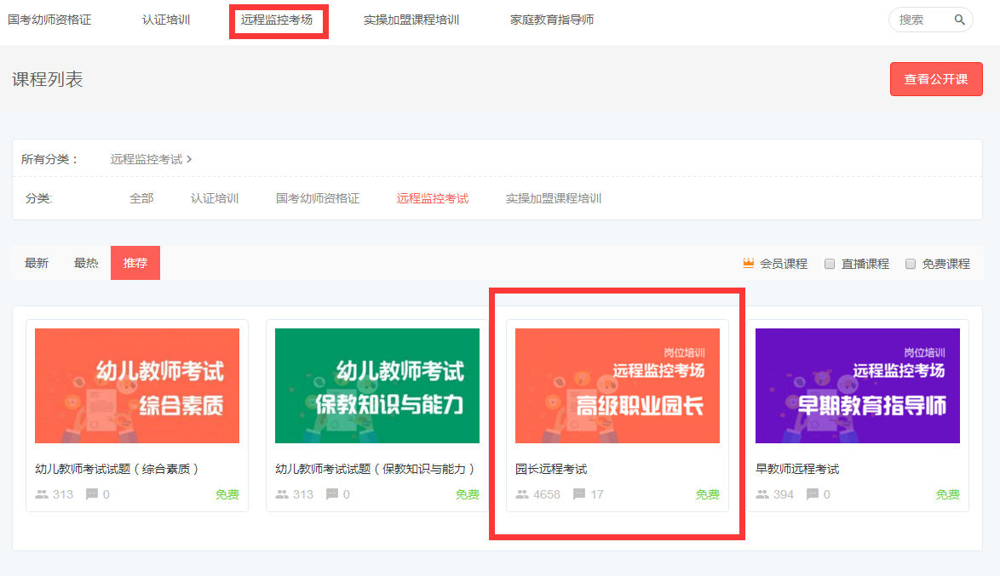 国考幼师资格证 认证培训 远程监控考场 实操加盟课程培训 家庭教育指导师 搜索
课程列表 查看公开课
所有分类： 远程监控考试
分类: 全部 认证培训 国考幼师资格证 远程监控考试 实操加盟课程培训
最新 最热 推荐 会员课程 直播课程 免费课程
幼儿教师考试
综合素质
幼儿教师考试试题（综合素质）
313 0 免费
幼儿教师考试
保教知识与能力
幼儿教师考试试题（保教知识与能力）
313 0 免费
岗位培训
远程监控考场
高级职业园长
园长远程考试
4658 17 免费
岗位培训
远程监控考场
早期教育指导师
早教师远程考试
394 0 免费